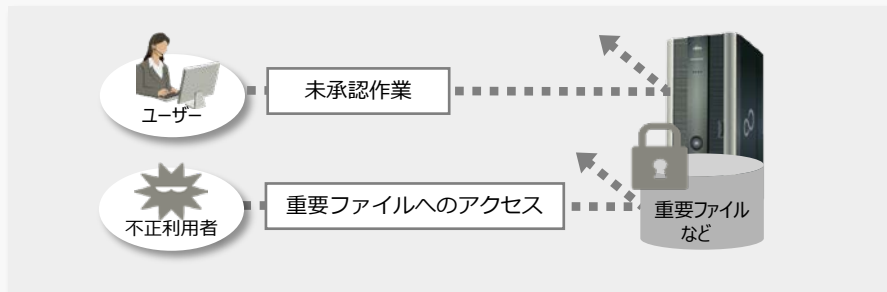 ユーザー
未承認作業
不正利用者
重要ファイルへのアクセス
重要ファイル
など